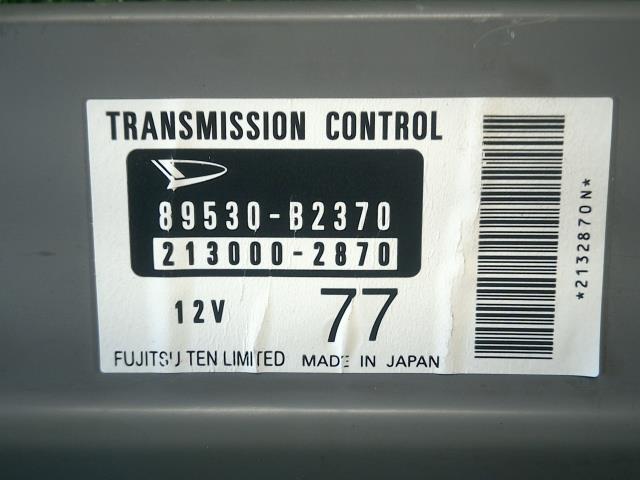 TRANSMISSION CONTROL
89530-B2370
213000-2870
12V 77
FUJITSU TEN LIMITED MADE IN JAPAN
*2132870N*